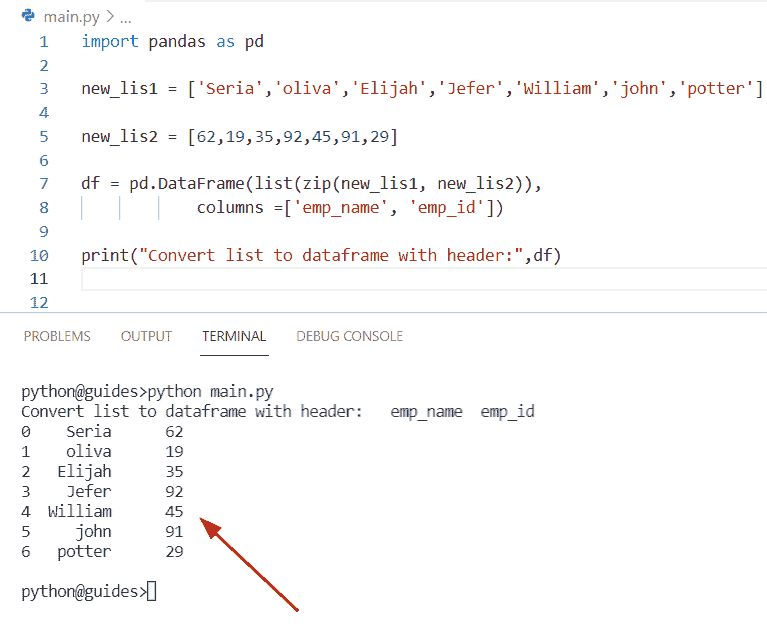 main.py > ...
1 import pandas as pd
2
3 new_lis1 = ['Seria','oliva','Elijah','Jefer','William','john','potter']
4
5 new_lis2 = [62,19,35,92,45,91,29]
6
7 df = pd.DataFrame(list(zip(new_lis1, new_lis2)),
8 columns =['emp_name', 'emp_id'])
9
10 print("Convert list to dataframe with header:",df)
11
12
PROBLEMS OUTPUT TERMINAL DEBUG CONSOLE
python@guides>python main.py
Convert list to dataframe with header:   emp_name  emp_id
0    Seria      62
1    oliva      19
2   Elijah      35
3    Jefer      92
4  William      45
5     john      91
6   potter      29
python@guides>